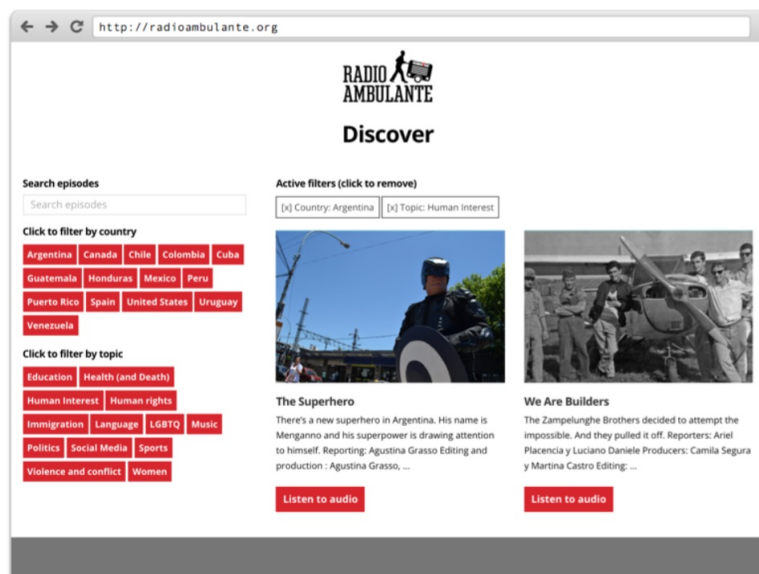 http://radioambulante.org
RADIO
AMBULANTE
Discover
Search episodes
Search episodes
Click to filter by country
Argentina Canada Chile Colombia Cuba
Guatemala Honduras Mexico Peru
Puerto Rico Spain United States Uruguay
Venezuela
Click to filter by topic
Education Health (and Death)
Human Interest Human rights
Immigration Language LGBTQ Music
Politics Social Media Sports
Violence and conflict Women
Active filters (click to remove)
[x] Country: Argentina [x] Topic: Human Interest
The Superhero
There's a new superhero in Argentina. His name is
Menganno and his superpower is drawing attention
to himself. Reporting: Agustina Grasso Editing and
production : Agustina Grasso, ...
Listen to audio
We Are Builders
The Zampelunghe Brothers decided to attempt the
impossible. And they pulled it off. Reporters: Ariel
Placencia y Luciano Daniele Producers: Camila Segura
y Martina Castro Editing: ...
Listen to audio